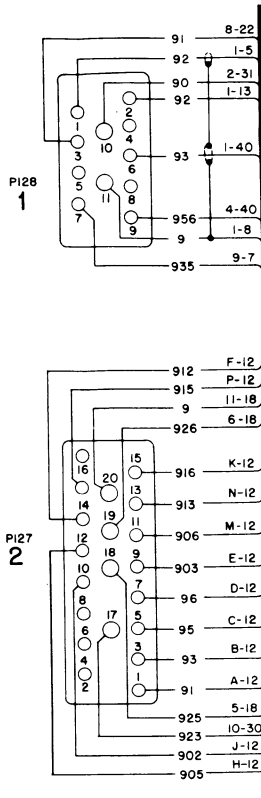 91 8-22
92 1-5
90 2-31
92 1-13
1 2
10 4
3 93 1-40
6
P128 5 11
1 8
7 956 4-40
9
9 1-8
935 9-7
912 F-12
915 P-12
9 11-18
926 6-18
16 15 916 K-12
20
14 13 913 N-12
19
P127 12 11 906 M-12
2 18
10 9 903 E-12
8 7 96 D-12
17
6 5 95 C-12
4 3 93 B-12
2 1 91 A-12
925 5-18
923 10-30
902 J-12
905 H-12